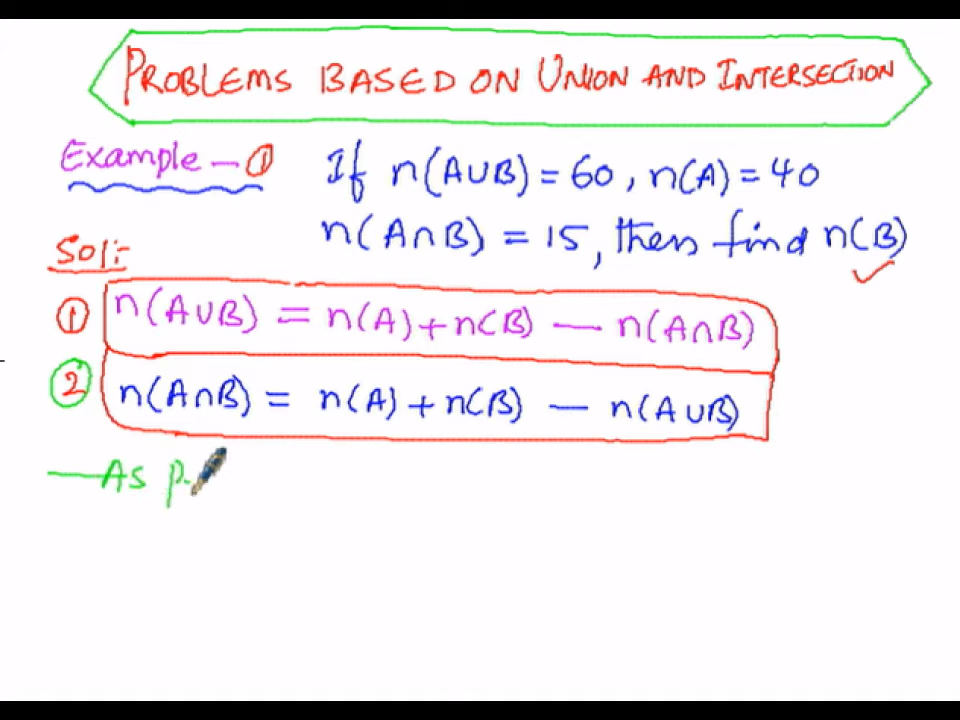 PROBLEMS BASED ON UNION AND INTERSECTION
Example - ① If n(A∪B) = 60, n(A) = 40
n(A∩B) = 15, then find n(B)
Sol:-
① n(A∪B) = n(A) + n(B) — n(A∩B)
② n(A∩B) = n(A) + n(B) — n(A∪B)
— As p